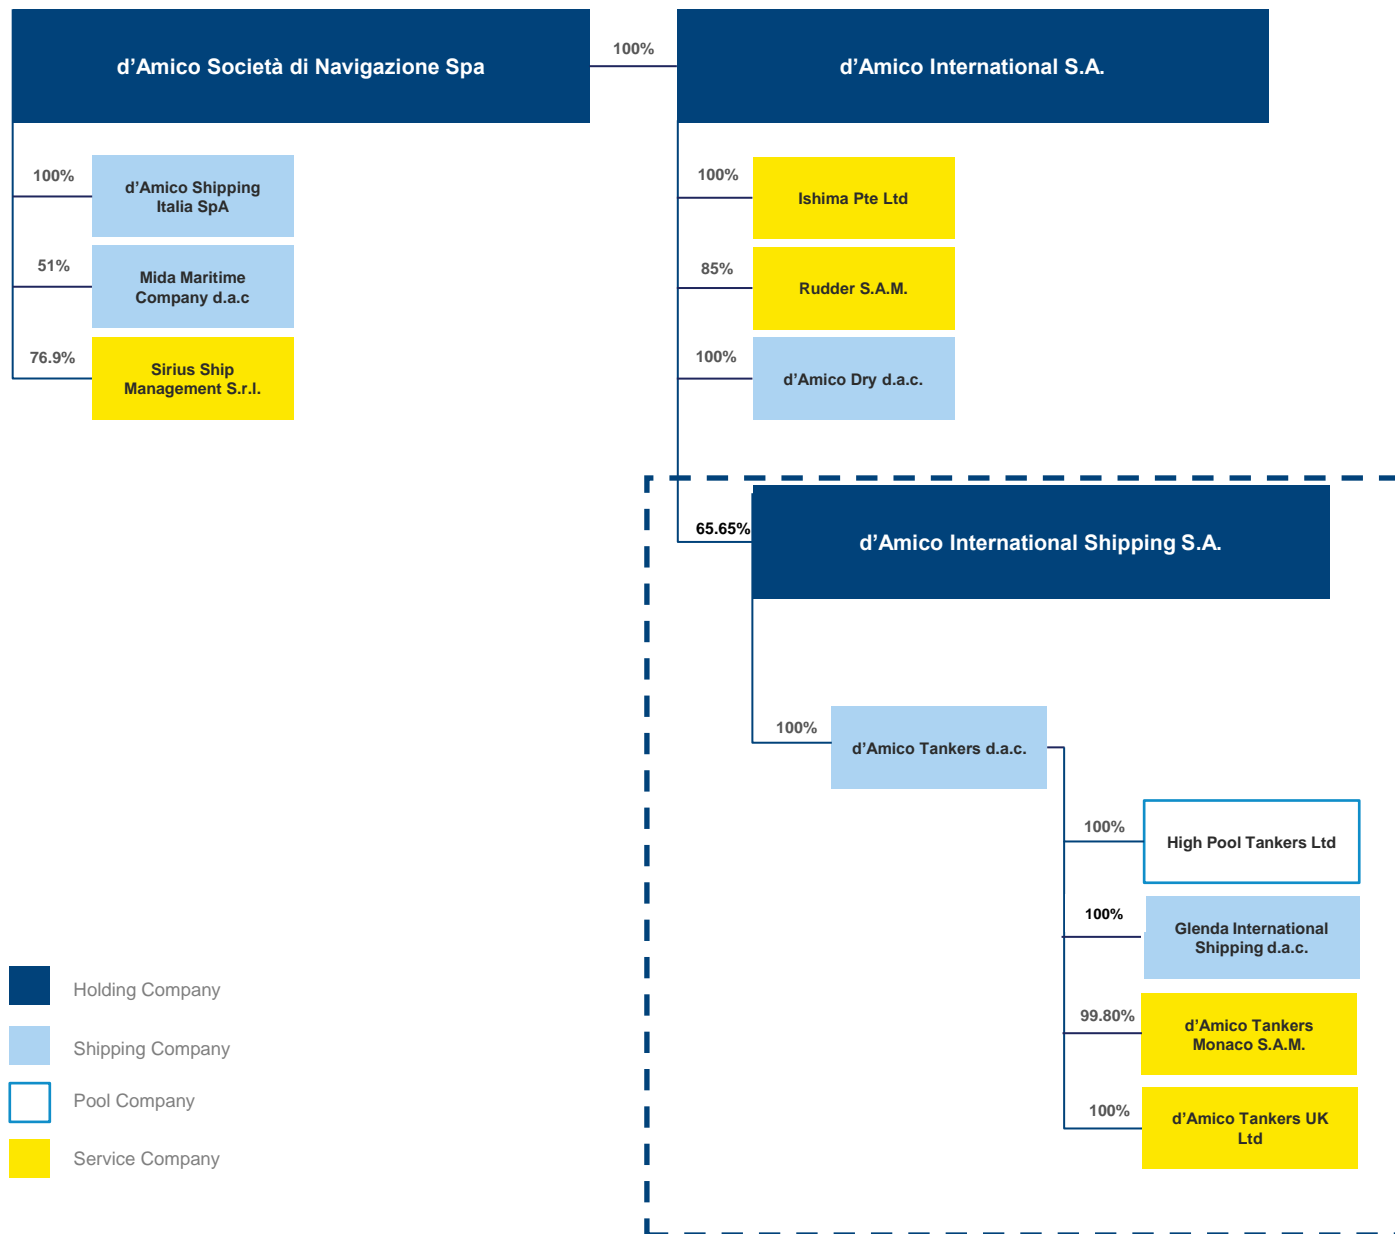 d’Amico Società di Navigazione Spa
100%
d’Amico International S.A.
100%
d’Amico Shipping
Italia SpA
51%
Mida Maritime
Company d.a.c
76.9%
Sirius Ship
Management S.r.l.
100%
Ishima Pte Ltd
85%
Rudder S.A.M.
100%
d’Amico Dry d.a.c.
65.65%
d’Amico International Shipping S.A.
100%
d’Amico Tankers d.a.c.
100%
High Pool Tankers Ltd
100%
Glenda International
Shipping d.a.c.
99.80%
d’Amico Tankers
Monaco S.A.M.
100%
d’Amico Tankers UK
Ltd
Holding Company
Shipping Company
Pool Company
Service Company